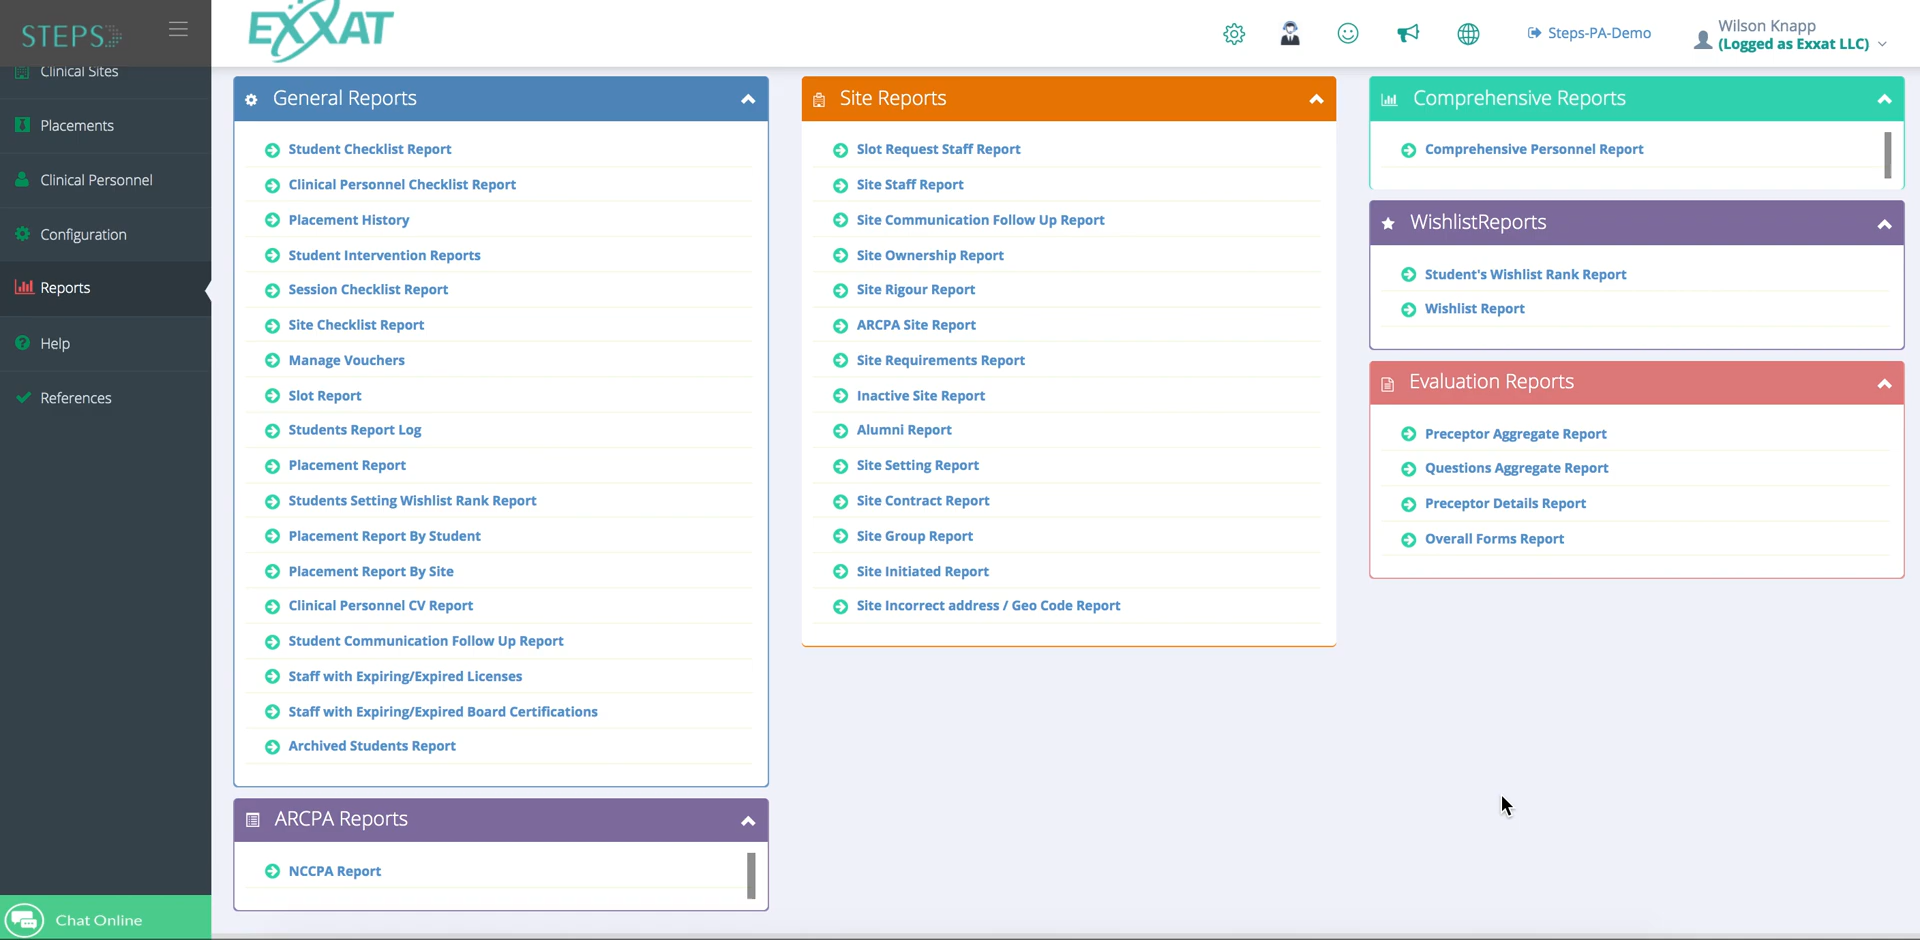 STEPS
EXXAT
Steps-PA-Demo
Wilson Knapp
(Logged as Exxat LLC)
Clinical Sites
Placements
Clinical Personnel
Configuration
Reports
Help
References
Chat Online
General Reports
Student Checklist Report
Clinical Personnel Checklist Report
Placement History
Student Intervention Reports
Session Checklist Report
Site Checklist Report
Manage Vouchers
Slot Report
Students Report Log
Placement Report
Students Setting Wishlist Rank Report
Placement Report By Student
Placement Report By Site
Clinical Personnel CV Report
Student Communication Follow Up Report
Staff with Expiring/Expired Licenses
Staff with Expiring/Expired Board Certifications
Archived Students Report
ARCPA Reports
NCCPA Report
Site Reports
Slot Request Staff Report
Site Staff Report
Site Communication Follow Up Report
Site Ownership Report
Site Rigour Report
ARCPA Site Report
Site Requirements Report
Inactive Site Report
Alumni Report
Site Setting Report
Site Contract Report
Site Group Report
Site Initiated Report
Site Incorrect address / Geo Code Report
Comprehensive Reports
Comprehensive Personnel Report
WishlistReports
Student's Wishlist Rank Report
Wishlist Report
Evaluation Reports
Preceptor Aggregate Report
Questions Aggregate Report
Preceptor Details Report
Overall Forms Report